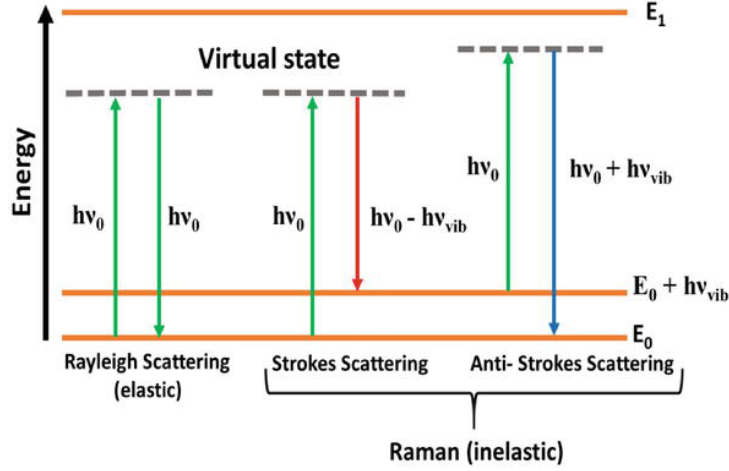 E₁
Virtual state
Energy
hν₀
hν₀
hν₀
hν₀ - hνᵥᵢb
hν₀
hν₀ + hνᵥᵢb
E₀ + hνᵥᵢb
E₀
Rayleigh Scattering
(elastic)
Strokes Scattering
Anti- Strokes Scattering
Raman (inelastic)